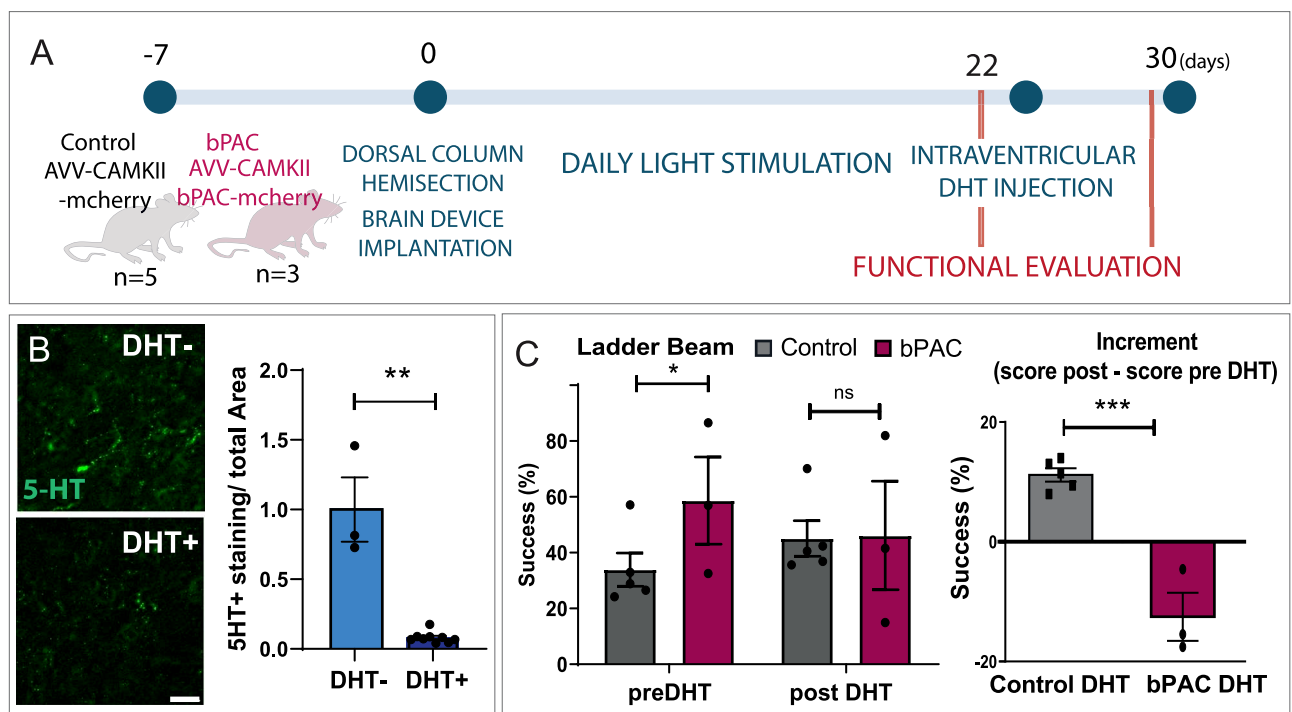 A
-7
0
22
30(days)
Control
AVV-CAMKII
-mcherry
n=5
bPAC
AVV-CAMKII
bPAC-mcherry
n=3
DORSAL COLUMN
HEMISECTION
BRAIN DEVICE
IMPLANTATION
DAILY LIGHT STIMULATION
INTRAVENTRICULAR
DHT INJECTION
FUNCTIONAL EVALUATION
B
DHT-
5-HT
DHT+
5HT+ staining/ total Area
2.0
1.5
1.0
0.5
0.0
**
DHT-
DHT+
C
Ladder Beam
Control
bPAC
Success (%)
80
60
40
20
0
*
ns
preDHT
post DHT
Increment
(score post - score pre DHT)
***
Success (%)
20
0
-20
Control DHT
bPAC DHT